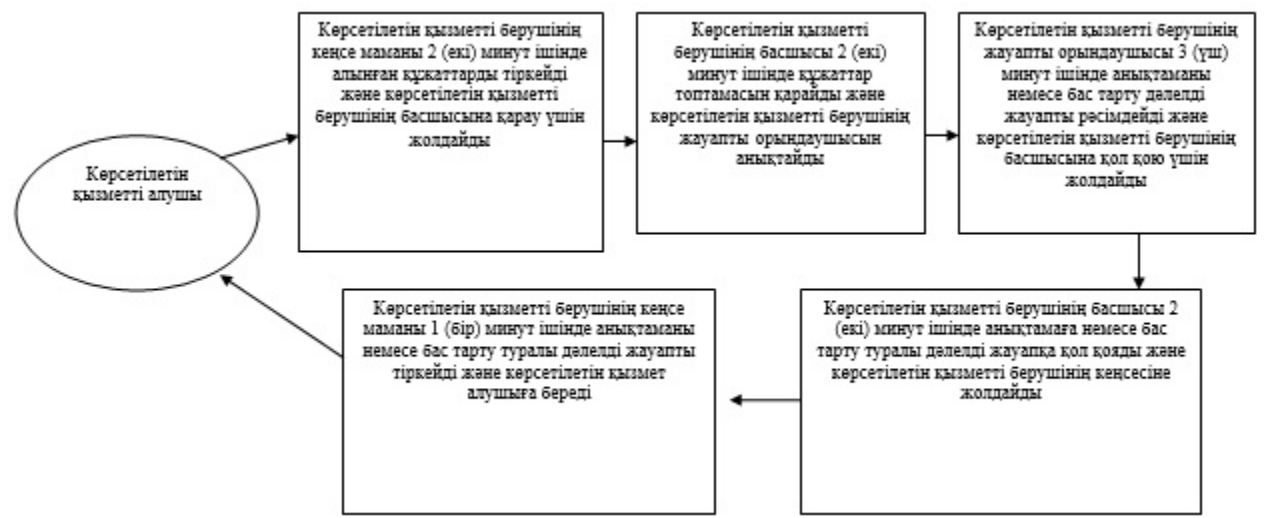 Көрсетілетін
қызметті алушы
Көрсетілетін қызметті берушінің
кеңсе маманы 2 (екі) минут ішінде
алынған құжаттарды тіркейді
және көрсетілетін қызметті
берушінің басшысына қарау үшін
жолдайды
Көрсетілетін қызметті
берушінің басшысы 2 (екі)
минут ішінде құжаттар
топтамасын қарайды және
көрсетілетін қызметті берушінің
жауапты орындаушысын
анықтайды
Көрсетілетін қызметті берушінің
жауапты орындаушысы 3 (үш)
минут ішінде анықтаманы
немесе бас тарту дәлелді
жауапты рәсімдейді және
көрсетілетін қызметті берушінің
басшысына қол қою үшін
жолдайды
Көрсетілетін қызметті берушінің басшысы 2
(екі) минут ішінде анықтамаға немесе бас
тарту туралы дәлелді жауапқа қол қояды және
көрсетілетін қызметті берушінің кеңсесіне
жолдайды
Көрсетілетін қызметті берушінің кеңсе
маманы 1 (бір) минут ішінде анықтаманы
немесе бас тарту туралы дәлелді жауапты
тіркейді және көрсетілетін қызмет
алушыға береді